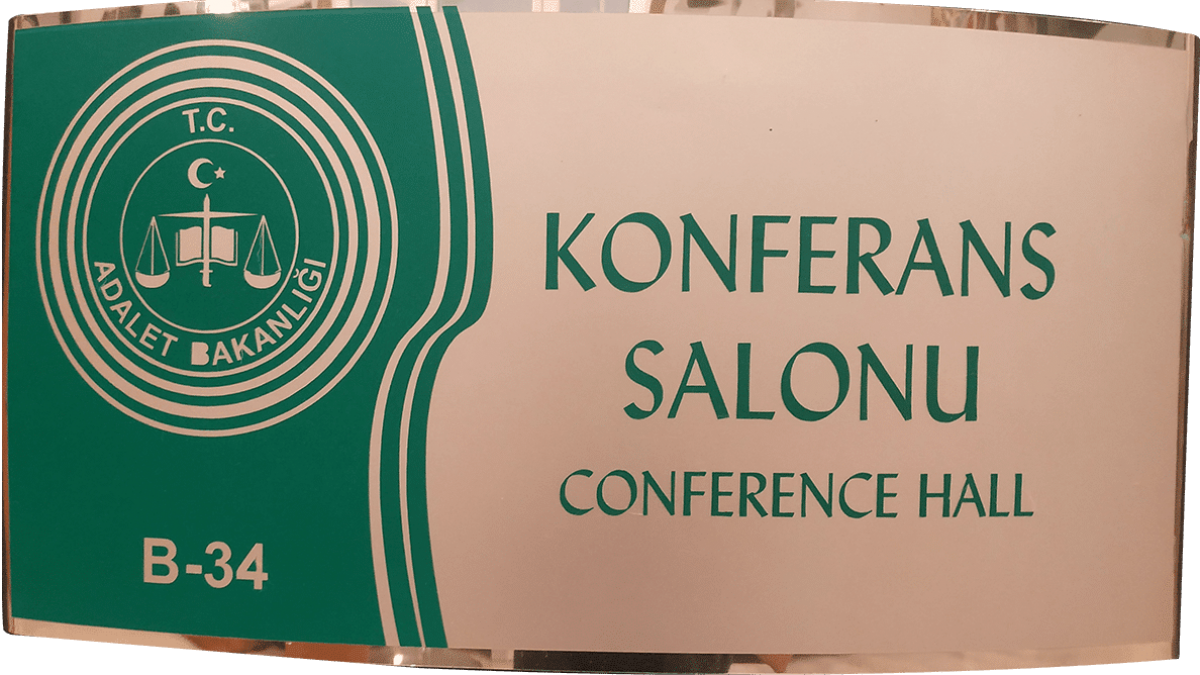 T.C.
ADALET BAKANLIĞI
B-34
KONFERANS
SALONU
CONFERENCE HALL